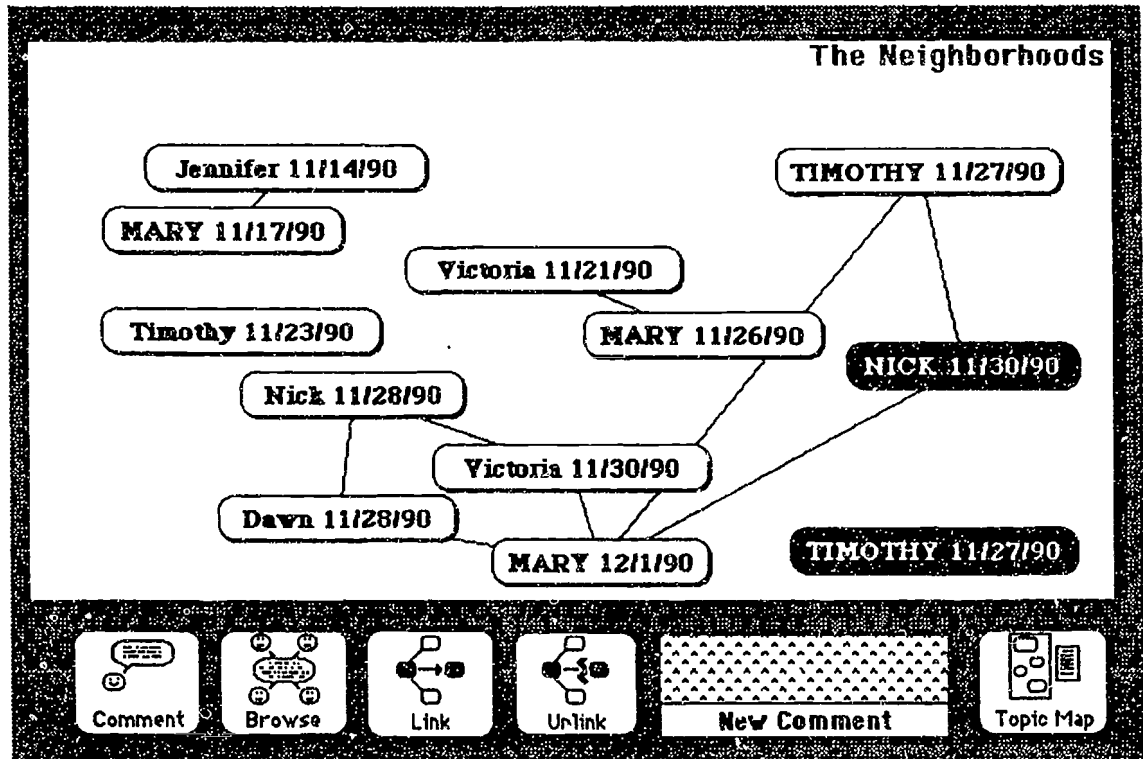 The Neighborhoods
Jennifer 11/14/90
TIMOTHY 11/27/90
MARY 11/17/90
Victoria 11/21/90
Timothy 11/23/90
MARY 11/26/90
NICK 11/30/90
Nick 11/28/90
Victoria 11/30/90
Dawn 11/28/90
MARY 12/1/90
TIMOTHY 11/27/90
Comment
Browse
Link
Unlink
New Comment
Topic Map